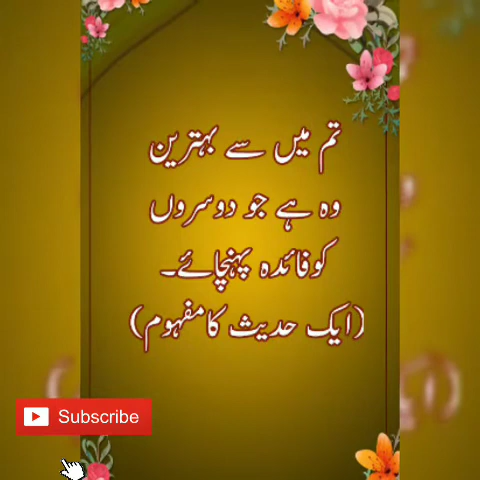 تم میں سے بہترین
وہ ہے جو دوسروں
کو فائدہ پہنچائے۔
(ایک حدیث کا مفہوم)
Subscribe